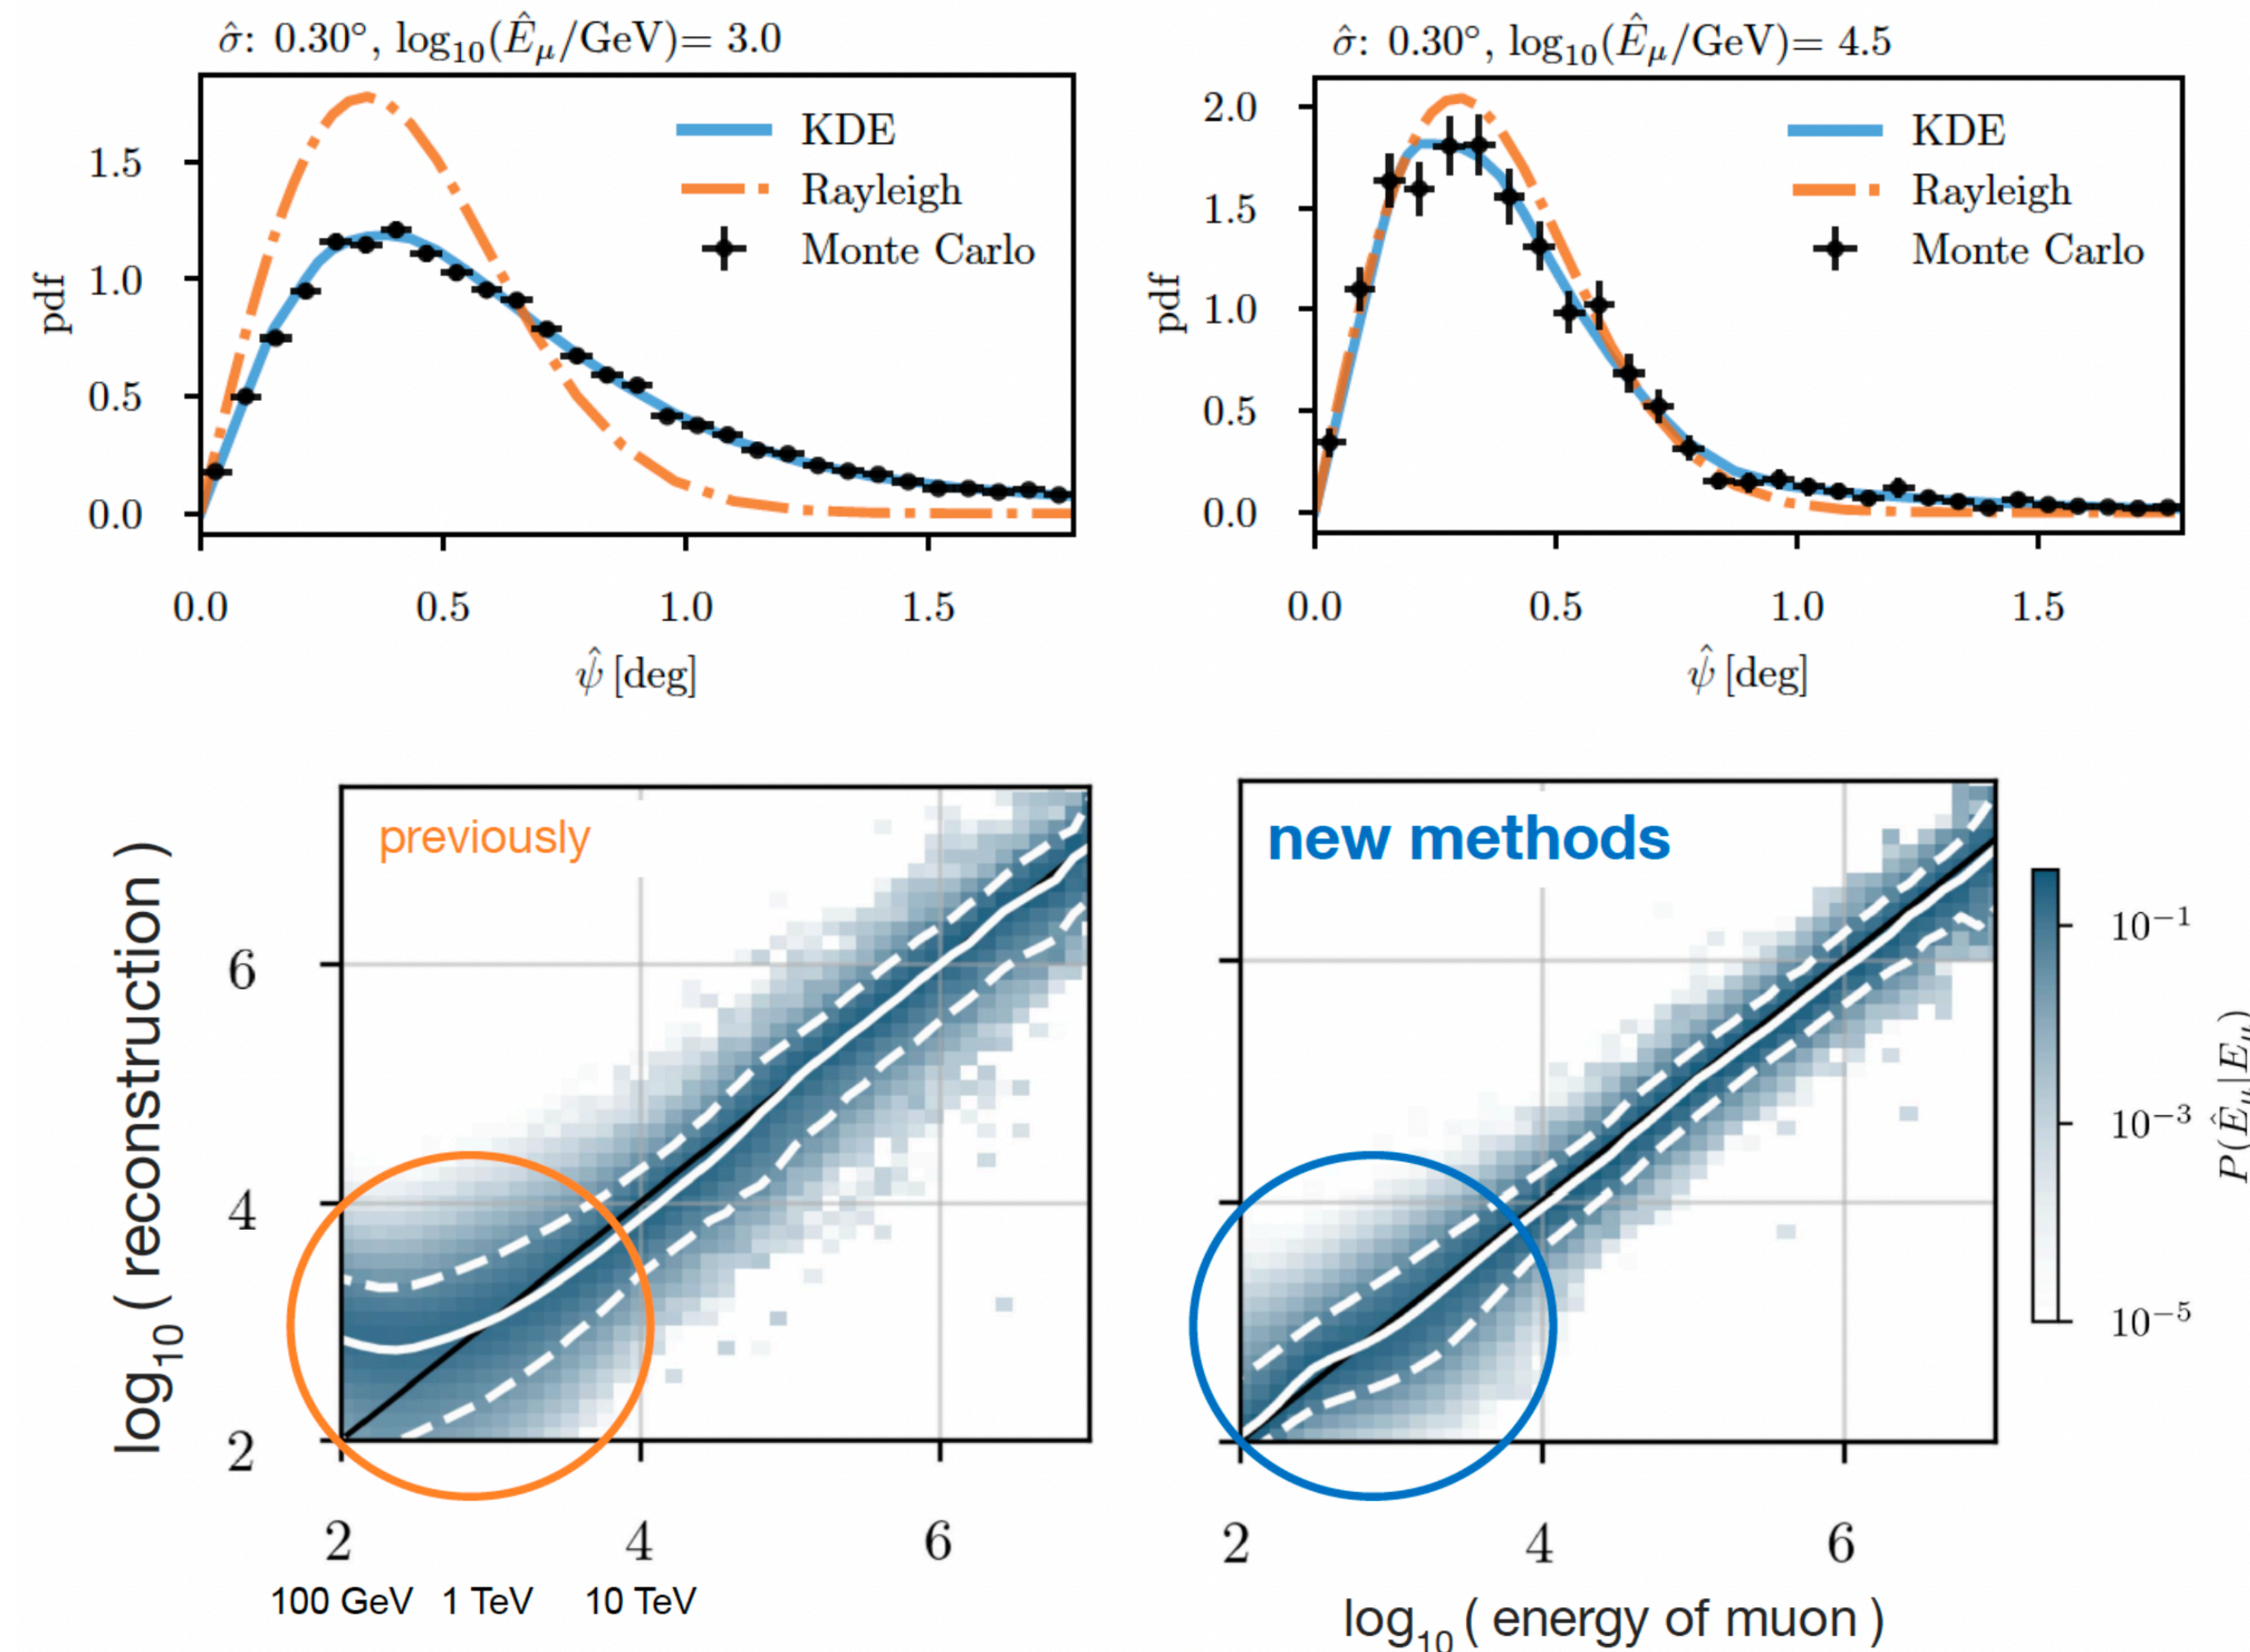 σ̂: 0.30°, log₁₀(Ê_μ/GeV)= 3.0
KDE
Rayleigh
Monte Carlo
pdf
1.5
1.0
0.5
0.0
0.0 0.5 1.0 1.5
ψ̂ [deg]
σ̂: 0.30°, log₁₀(Ê_μ/GeV)= 4.5
KDE
Rayleigh
Monte Carlo
pdf
2.0
1.5
1.0
0.5
0.0
0.0 0.5 1.0 1.5
ψ̂ [deg]
previously
log₁₀ ( reconstruction )
6
4
2
2 4 6
100 GeV 1 TeV 10 TeV
new methods
2 4 6
log₁₀ ( energy of muon )
10⁻¹
10⁻³
10⁻⁵
P(Ê_μ|E_μ)